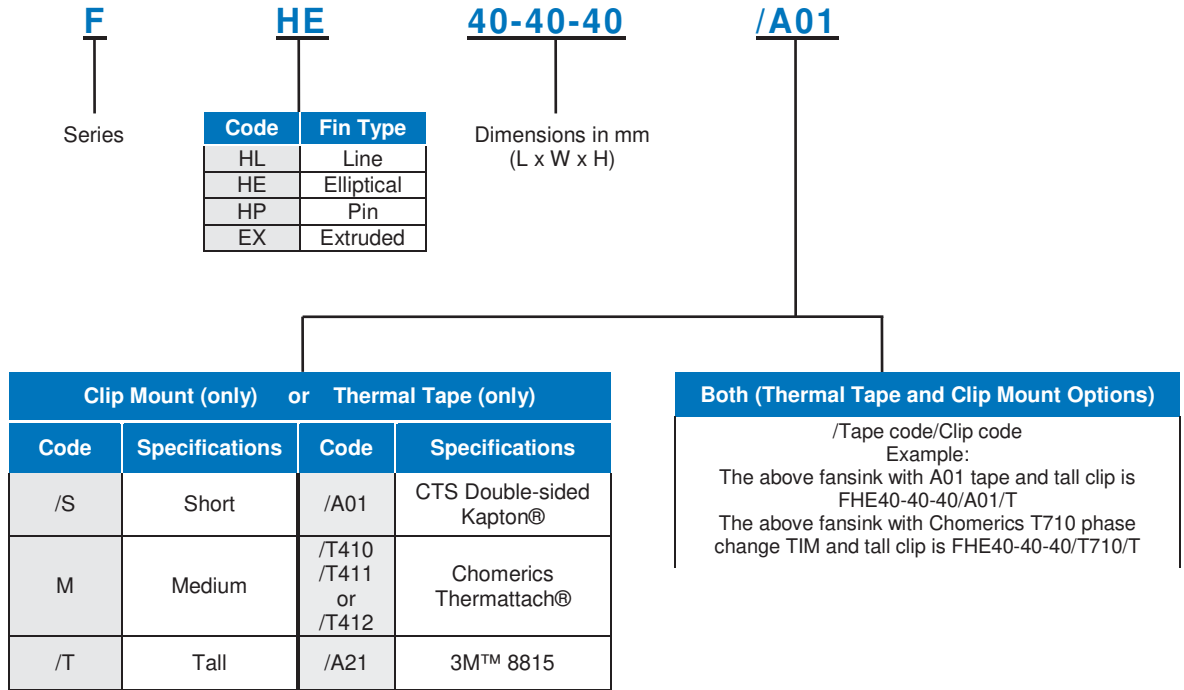 F HE 40-40-40 /A01
Series
Code Fin Type
HL Line
HE Elliptical
HP Pin
EX Extruded
Dimensions in mm
(L x W x H)
Clip Mount (only) or Thermal Tape (only)
Code Specifications Code Specifications
/S Short /A01 CTS Double-sided
Kapton®
M Medium /T410
/T411
or
/T412
Chomerics
Thermattach®
/T Tall /A21 3M™ 8815
Both (Thermal Tape and Clip Mount Options)
/Tape code/Clip code
Example:
The above fansink with A01 tape and tall clip is
FHE40-40-40/A01/T
The above fansink with Chomerics T710 phase
change TIM and tall clip is FHE40-40-40/T710/T